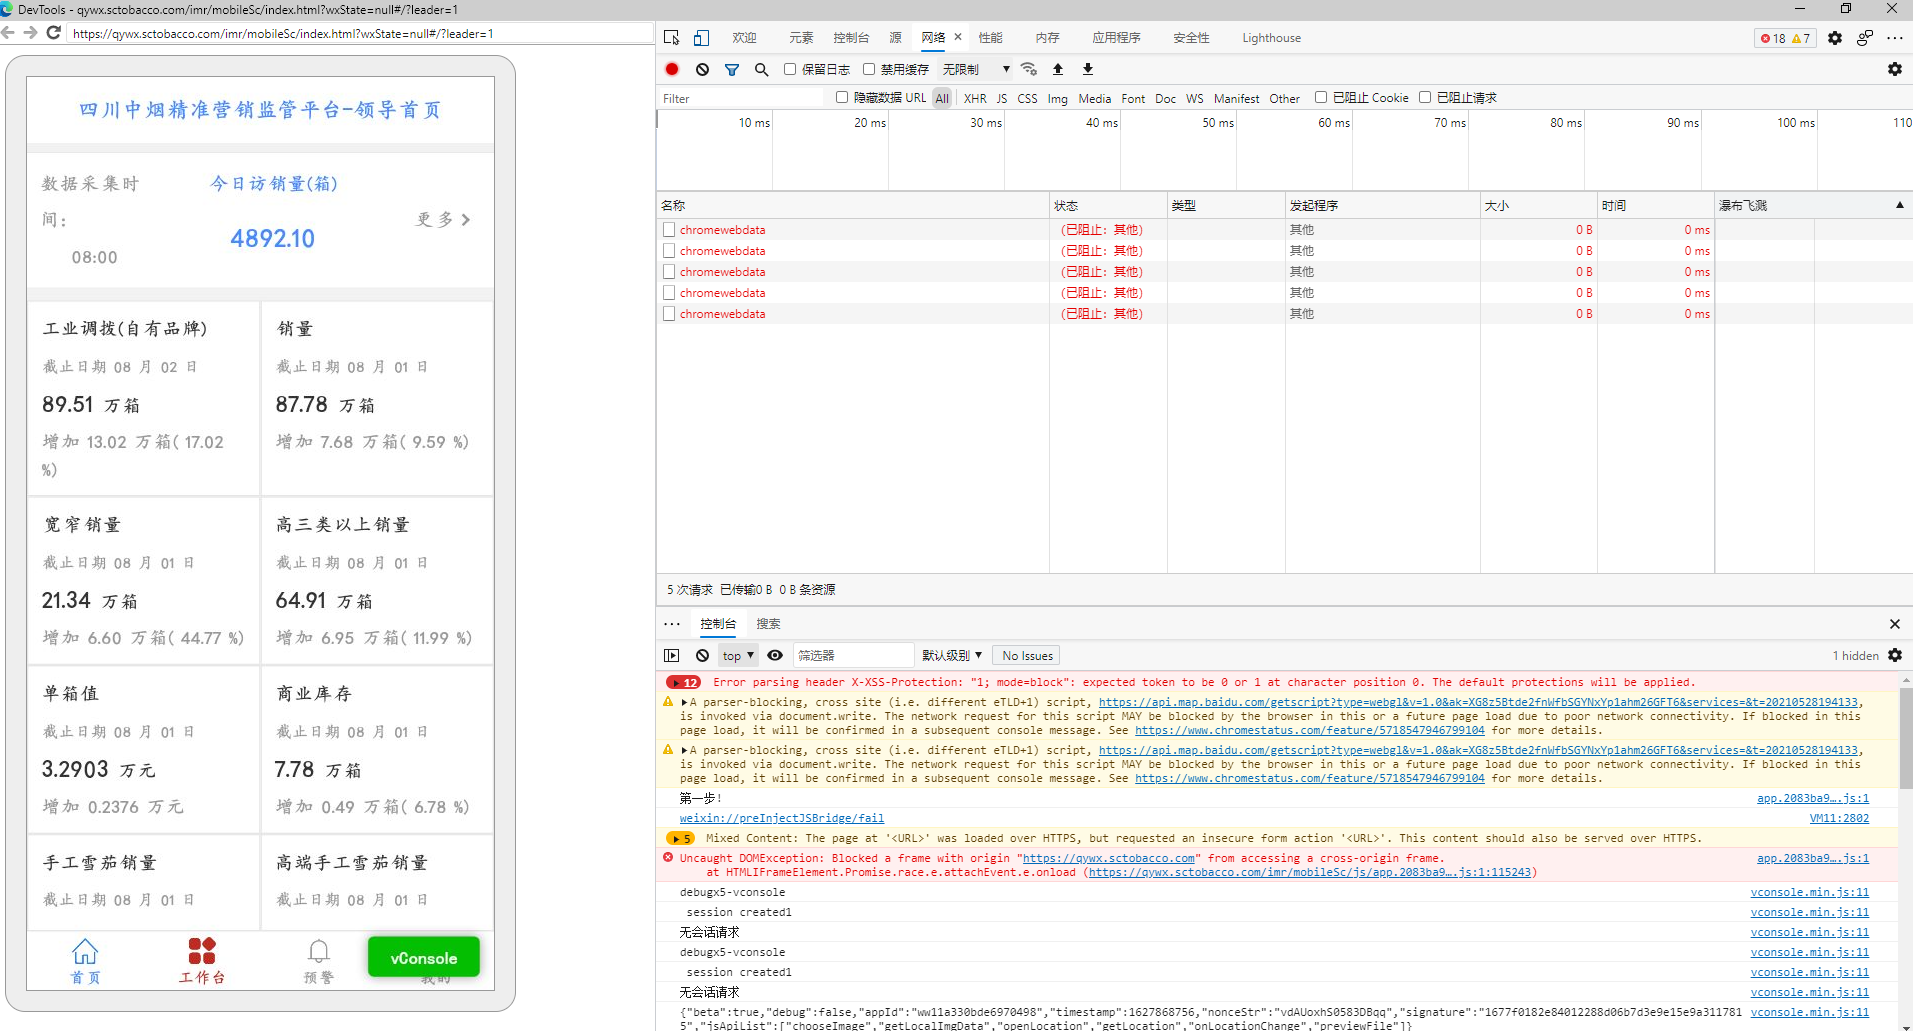 DevTools - qywx.sctobacco.com/imr/mobileSc/index.html?wxState=null#/?leader=1
https://qywx.sctobacco.com/imr/mobileSc/index.html?wxState=null#/?leader=1
四川中烟精准营销监管平台-领导首页
数据采集时间：
08:00
今日访销量(箱)
4892.10
更多
工业调拨(自有品牌)
截止日期 08 月 02 日
89.51 万箱
增加 13.02 万箱( 17.02 %)
销量
截止日期 08 月 01 日
87.78 万箱
增加 7.68 万箱( 9.59 %)
宽窄销量
截止日期 08 月 01 日
21.34 万箱
增加 6.60 万箱( 44.77 %)
高三类以上销量
截止日期 08 月 01 日
64.91 万箱
增加 6.95 万箱( 11.99 %)
单箱值
截止日期 08 月 01 日
3.2903 万元
增加 0.2376 万元
商业库存
截止日期 08 月 01 日
7.78 万箱
增加 0.49 万箱( 6.78 %)
手工雪茄销量
截止日期 08 月 01 日
高端手工雪茄销量
截止日期 08 月 01 日
首页 工作台 预警 我的
vConsole
欢迎 元素 控制台 源 网络 性能 内存 应用程序 安全性 Lighthouse 18 7
保留日志 禁用缓存 无限制
Filter 隐藏数据 URL All XHR JS CSS Img Media Font Doc WS Manifest Other 已阻止 Cookie 已阻止请求
10 ms 20 ms 30 ms 40 ms 50 ms 60 ms 70 ms 80 ms 90 ms 100 ms 110
名称 状态 类型 发起程序 大小 时间 瀑布飞溅
chromewebdata (已阻止：其他) 其他 0 B 0 ms
chromewebdata (已阻止：其他) 其他 0 B 0 ms
chromewebdata (已阻止：其他) 其他 0 B 0 ms
chromewebdata (已阻止：其他) 其他 0 B 0 ms
chromewebdata (已阻止：其他) 其他 0 B 0 ms
5 次请求 已传输0 B 0 B 条资源
控制台 搜索
top 筛选器 默认级别 No Issues 1 hidden
12 Error parsing header X-XSS-Protection: "1; mode=block": expected token to be 0 or 1 at character position 0. The default protections will be applied.
A parser-blocking, cross site (i.e. different eTLD+1) script, https://api.map.baidu.com/getscript?type=webgl&v=1.0&ak=XG8z5Btde2fnWfbSGYNxYp1ahm26GFT6&services=&t=20210528194133,
is invoked via document.write. The network request for this script MAY be blocked by the browser in this or a future page load due to poor network connectivity. If blocked in this
page load, it will be confirmed in a subsequent console message. See https://www.chromestatus.com/feature/5718547946799104 for more details.
A parser-blocking, cross site (i.e. different eTLD+1) script, https://api.map.baidu.com/getscript?type=webgl&v=1.0&ak=XG8z5Btde2fnWfbSGYNxYp1ahm26GFT6&services=&t=20210528194133,
is invoked via document.write. The network request for this script MAY be blocked by the browser in this or a future page load due to poor network connectivity. If blocked in this
page load, it will be confirmed in a subsequent console message. See https://www.chromestatus.com/feature/5718547946799104 for more details.
第一步! app.2083ba9….js:1
weixin://preInjectJSBridge/fail VM11:2802
5 Mixed Content: The page at '<URL>' was loaded over HTTPS, but requested an insecure form action '<URL>'. This content should also be served over HTTPS.
Uncaught DOMException: Blocked a frame with origin "https://qywx.sctobacco.com" from accessing a cross-origin frame. app.2083ba9….js:1
at HTMLIFrameElement.Promise.race.e.attachEvent.e.onload (https://qywx.sctobacco.com/imr/mobileSc/js/app.2083ba9….js:1:115243)
debugx5-vconsole vconsole.min.js:11
session created1 vconsole.min.js:11
无会话请求 vconsole.min.js:11
debugx5-vconsole vconsole.min.js:11
session created1 vconsole.min.js:11
无会话请求 vconsole.min.js:11
{"beta":true,"debug":false,"appId":"ww11a330bde6970498","timestamp":1627868756,"nonceStr":"vdAUoxhS0583DBqq","signature":"1677f0182e84012288d06b7d3e9e15e9a311781 vconsole.min.js:11
5","jsApiList":["chooseImage","getLocalImgData","openLocation","getLocation","onLocationChange","previewFile"]}